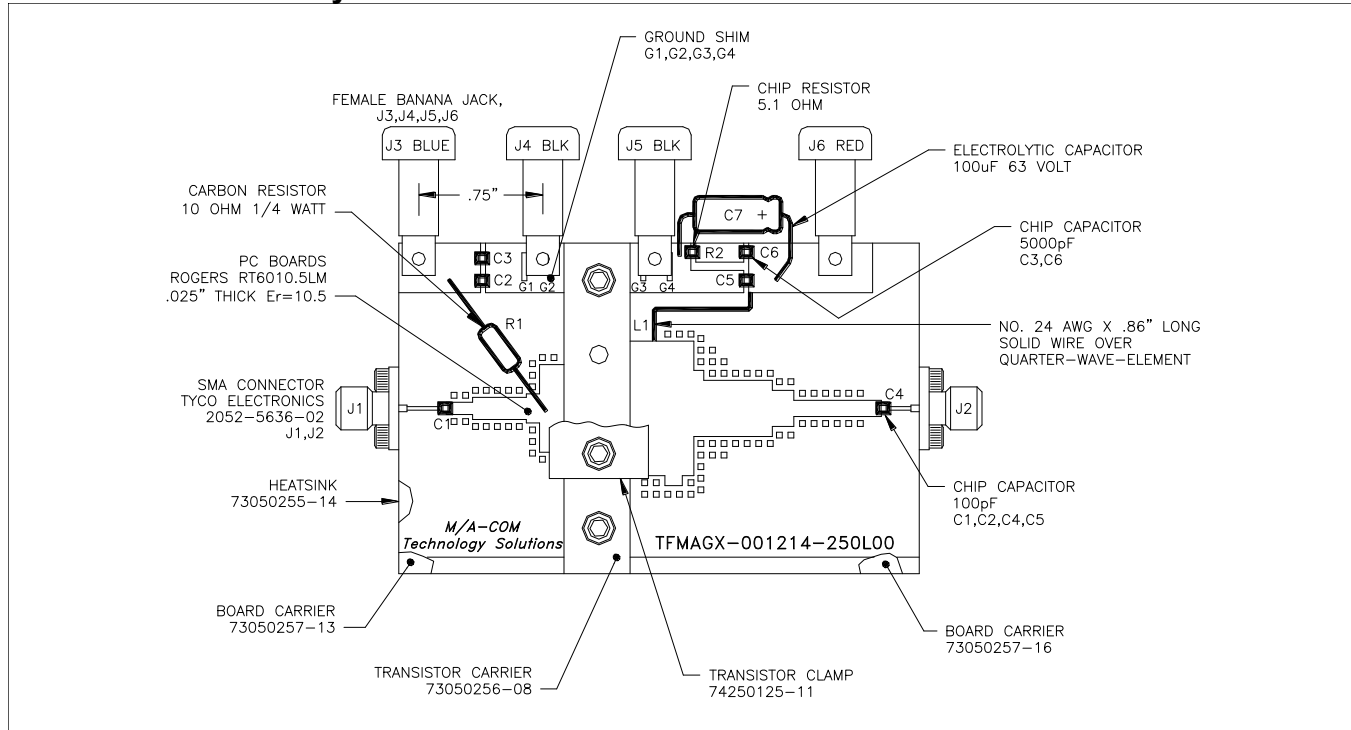 GROUND SHIM
G1,G2,G3,G4
CHIP RESISTOR
5.1 OHM
FEMALE BANANA JACK,
J3,J4,J5,J6
J3 BLUE
J4 BLK
J5 BLK
J6 RED
ELECTROLYTIC CAPACITOR
100uF 63 VOLT
CARBON RESISTOR
10 OHM 1/4 WATT
.75"
C7 +
CHIP CAPACITOR
5000pF
C3,C6
PC BOARDS
ROGERS RT6010.5LM
.025" THICK Er=10.5
C3
C2
G1 G2
G3 G4
R2
C6
C5
R1
L1
NO. 24 AWG X .86" LONG
SOLID WIRE OVER
QUARTER-WAVE-ELEMENT
SMA CONNECTOR
TYCO ELECTRONICS
2052-5636-02
J1,J2
J1
C1
C4
J2
HEATSINK
73050255-14
CHIP CAPACITOR
100pF
C1,C2,C4,C5
M/A-COM
Technology Solutions
TFMAGX-001214-250L00
BOARD CARRIER
73050257-13
BOARD CARRIER
73050257-16
TRANSISTOR CARRIER
73050256-08
TRANSISTOR CLAMP
74250125-11